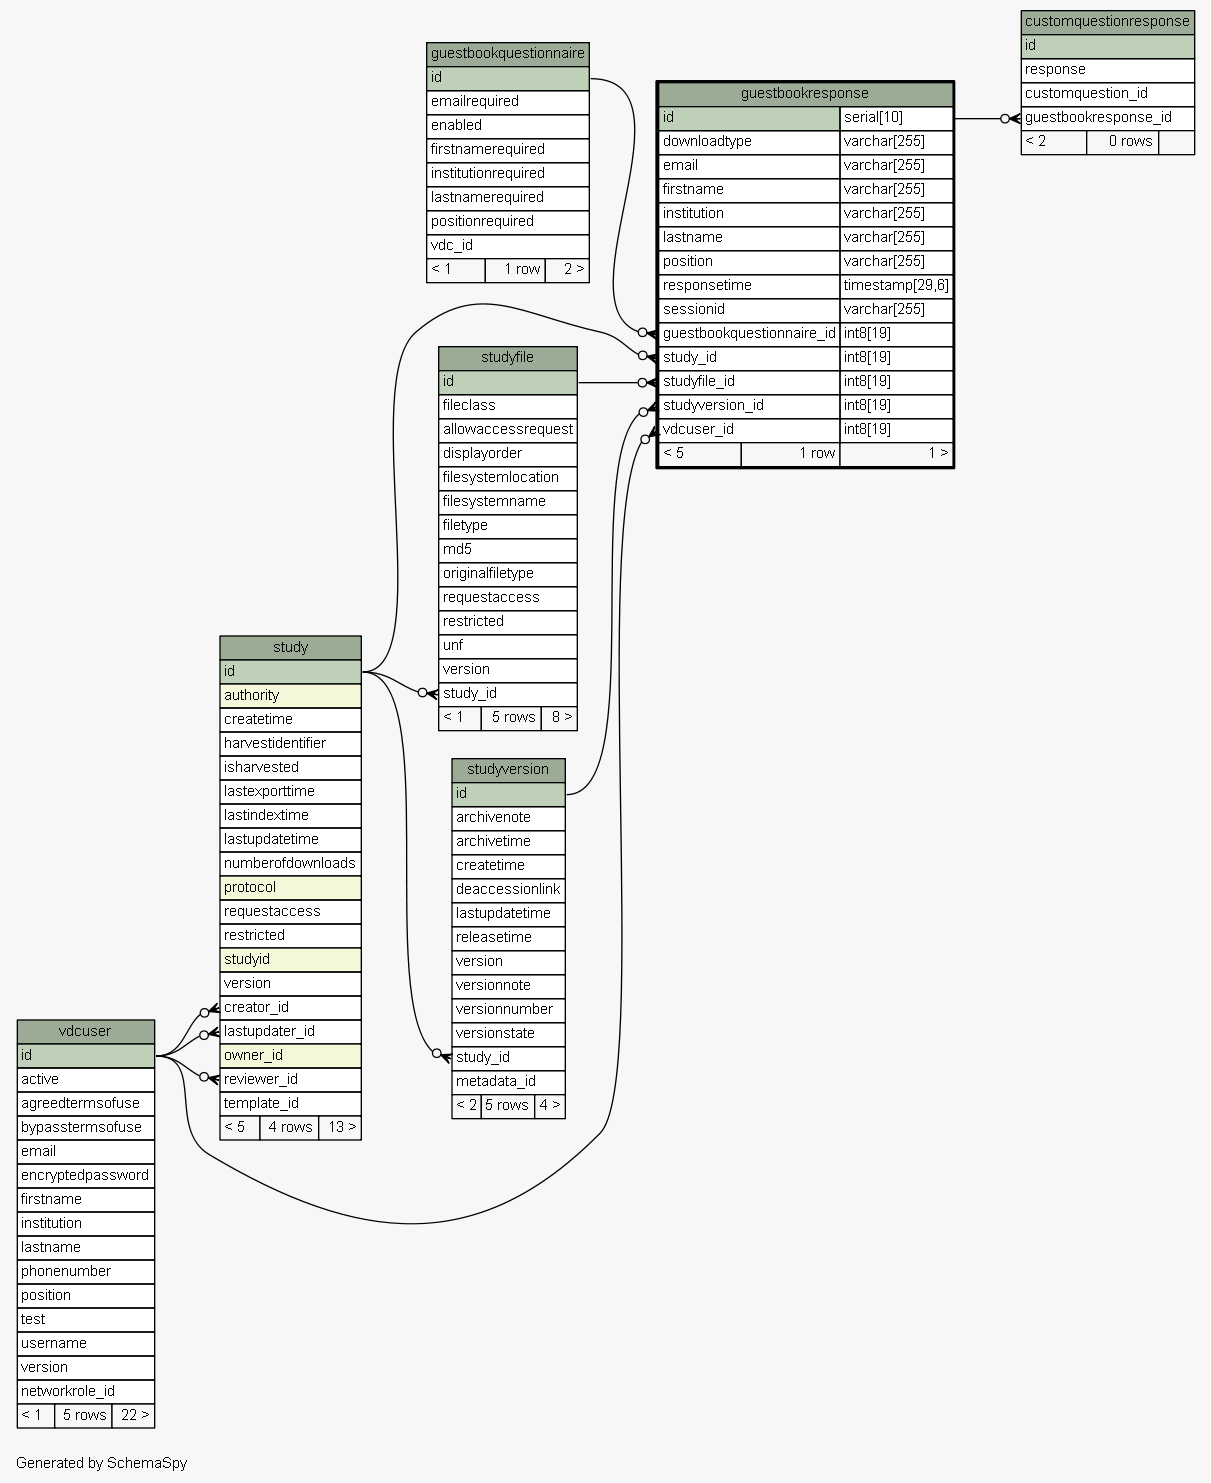 customquestionresponse
id
response
customquestion_id
guestbookresponse_id
< 2 0 rows
guestbookquestionnaire
id
emailrequired
enabled
firstnamerequired
institutionrequired
lastnamerequired
positionrequired
vdc_id
< 1 1 row 2 >
guestbookresponse
id serial[10]
downloadtype varchar[255]
email varchar[255]
firstname varchar[255]
institution varchar[255]
lastname varchar[255]
position varchar[255]
responsetime timestamp[29,6]
sessionid varchar[255]
guestbookquestionnaire_id int8[19]
study_id int8[19]
studyfile_id int8[19]
studyversion_id int8[19]
vdcuser_id int8[19]
< 5 1 row 1 >
studyfile
id
fileclass
allowaccessrequest
displayorder
filesystemlocation
filesystemname
filetype
md5
originalfiletype
requestaccess
restricted
unf
version
study_id
< 1 5 rows 8 >
study
id
authority
createtime
harvestidentifier
isharvested
lastexporttime
lastindextime
lastupdatetime
numberofdownloads
protocol
requestaccess
restricted
studyid
version
creator_id
lastupdater_id
owner_id
reviewer_id
template_id
< 5 4 rows 13 >
studyversion
id
archivenote
archivetime
createtime
deaccessionlink
lastupdatetime
releasetime
version
versionnote
versionnumber
versionstate
study_id
metadata_id
< 2 5 rows 4 >
vdcuser
id
active
agreedtermsofuse
bypasstermsofuse
email
encryptedpassword
firstname
institution
lastname
phonenumber
position
test
username
version
networkrole_id
< 1 5 rows 22 >
Generated by SchemaSpy